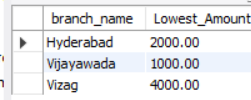 branch_name Lowest_Amount
Hyderabad 2000.00
Vijayawada 1000.00
Vizag 4000.00